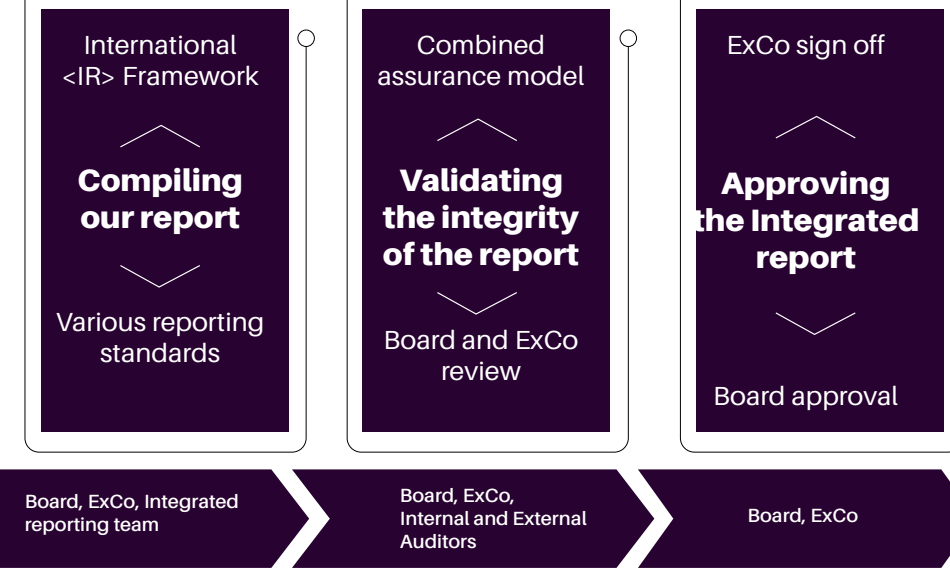 International
<IR> Framework
Compiling
our report
Various reporting
standards
Combined
assurance model
Validating
the integrity
of the report
Board and ExCo
review
ExCo sign off
Approving
the Integrated
report
Board approval
Board, ExCo, Integrated
reporting team
Board, ExCo,
Internal and External
Auditors
Board, ExCo